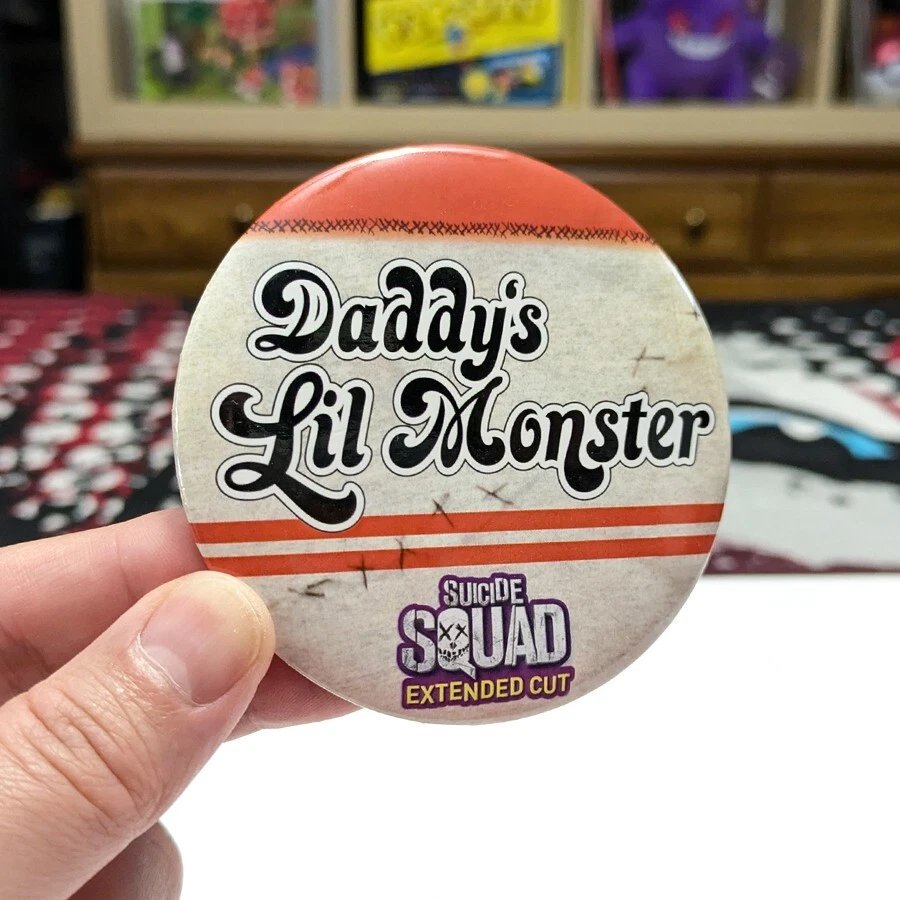 Daddy's
Lil Monster
SUICIDE
SQUAD
EXTENDED CUT